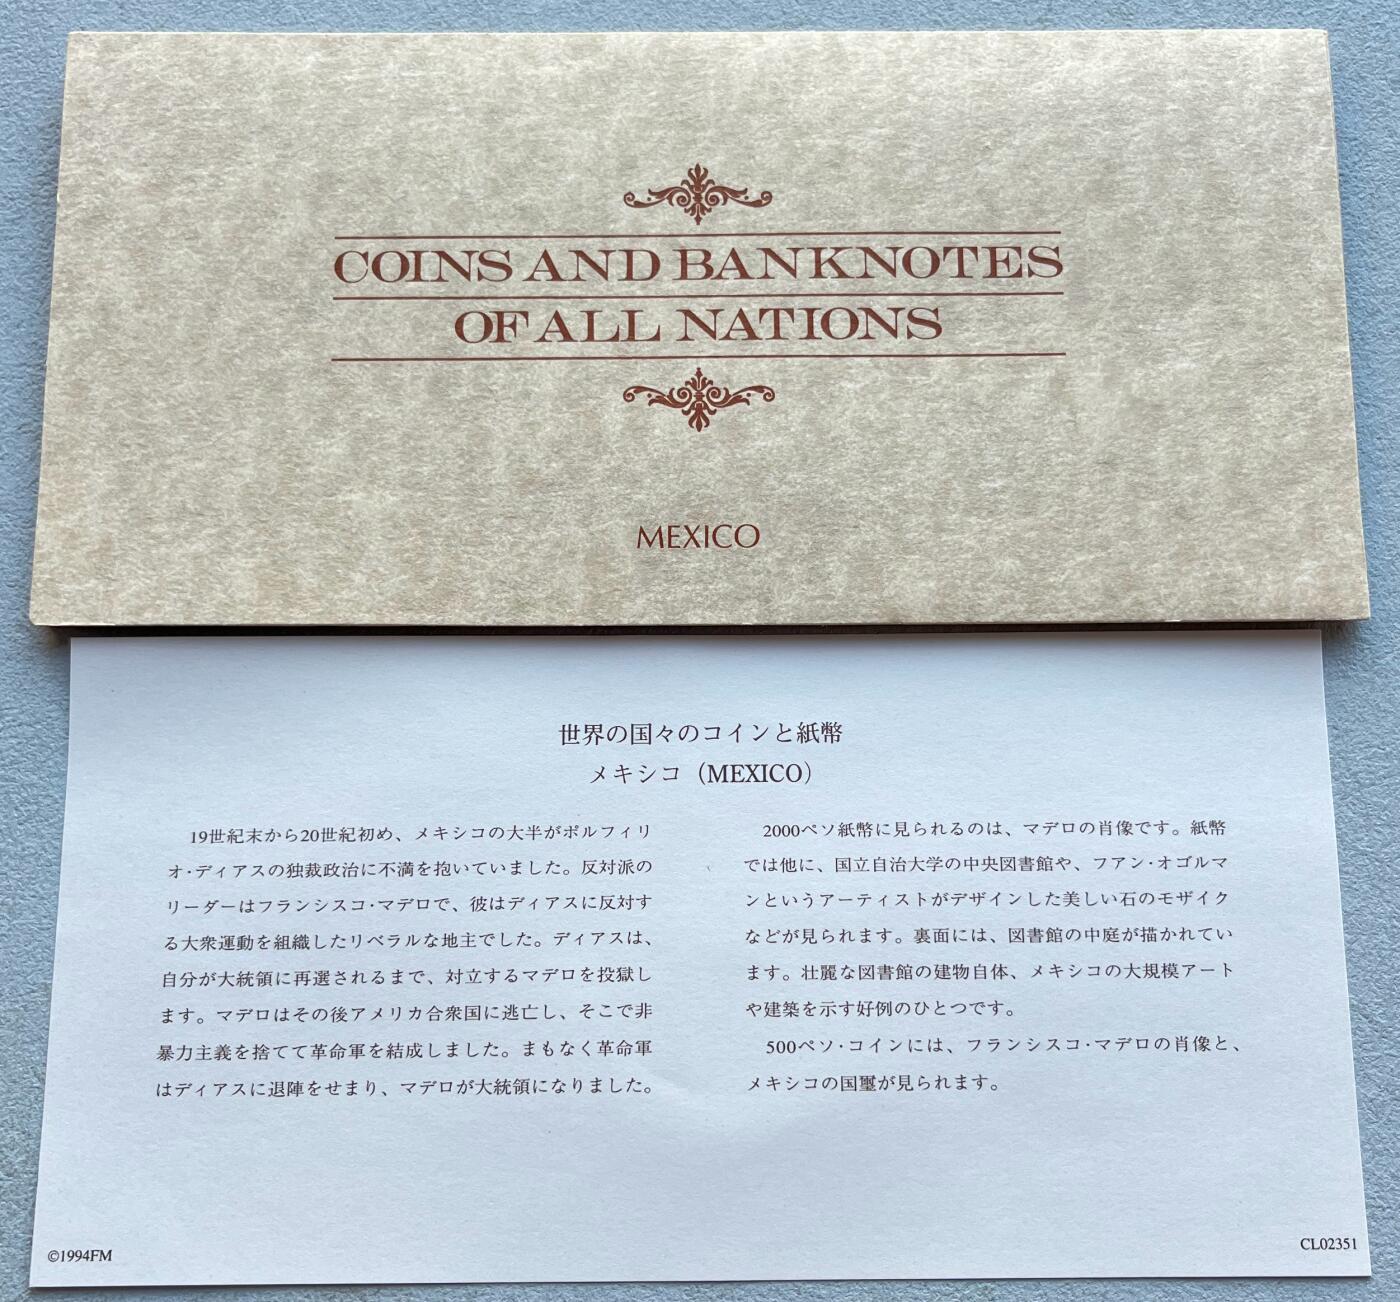 COINS AND BANKNOTES
OF ALL NATIONS
MEXICO
世界の国々のコインと紙幣
メキシコ（MEXICO）
19世紀末から20世紀初め、メキシコの大半がポルフィリ
オ・ディアスの独裁政治に不満を抱いていました。反対派の
リーダーはフランシスコ・マデロで、彼はディアスに反対す
る大衆運動を組織したリベラルな地主でした。ディアスは、
自分が大統領に再選されるまで、対立するマデロを投獄し
ます。マデロはその後アメリカ合衆国に逃亡し、そこで非
暴力主義を捨てて革命軍を結成しました。まもなく革命軍
はディアスに退陣をせまり、マデロが大統領になりました。
2000ペソ紙幣に見られるのは、マデロの肖像です。紙幣
では他に、国立自治大学の中央図書館や、フアン・オゴルマ
ンというアーティストがデザインした美しい石のモザイク
などが見られます。裏面には、図書館の中庭が描かれてい
ます。壮麗な図書館の建物自体、メキシコの大規模アート
や建築を示す好例のひとつです。
500ペソ・コインには、フランシスコ・マデロの肖像と、
メキシコの国璽が見られます。
©1994FM
CL02351